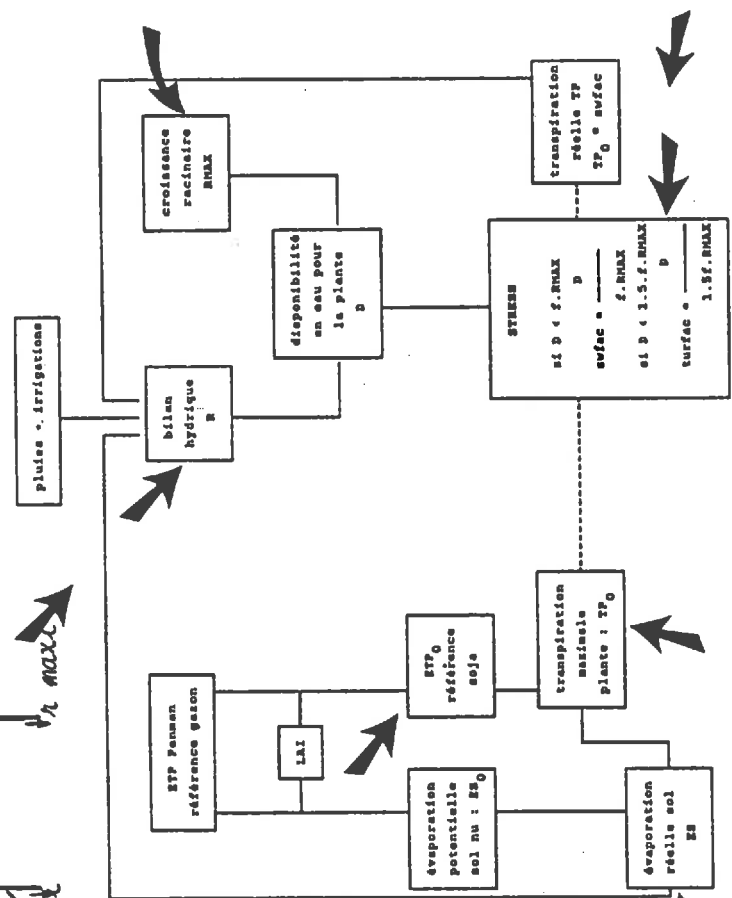 ETP Penman
référence gazon
LAI
évaporation
potentielle
sol nu : ES0
ETP0
référence
soja
évaporation
réelle sol
ES
transpiration
maximale
plante : TP0
pluies + irrigations
bilan
hydrique
R
croissance
racinaire
RMAX
disponibilité
en eau pour
la plante
D
STRESS
si D < f.RMAX
D
swfac =
f.RMAX
si D < 1.5.f.RMAX
D
turfac =
1.5f.RMAX
transpiration
réelle TP
TP0 * swfac
r maxi